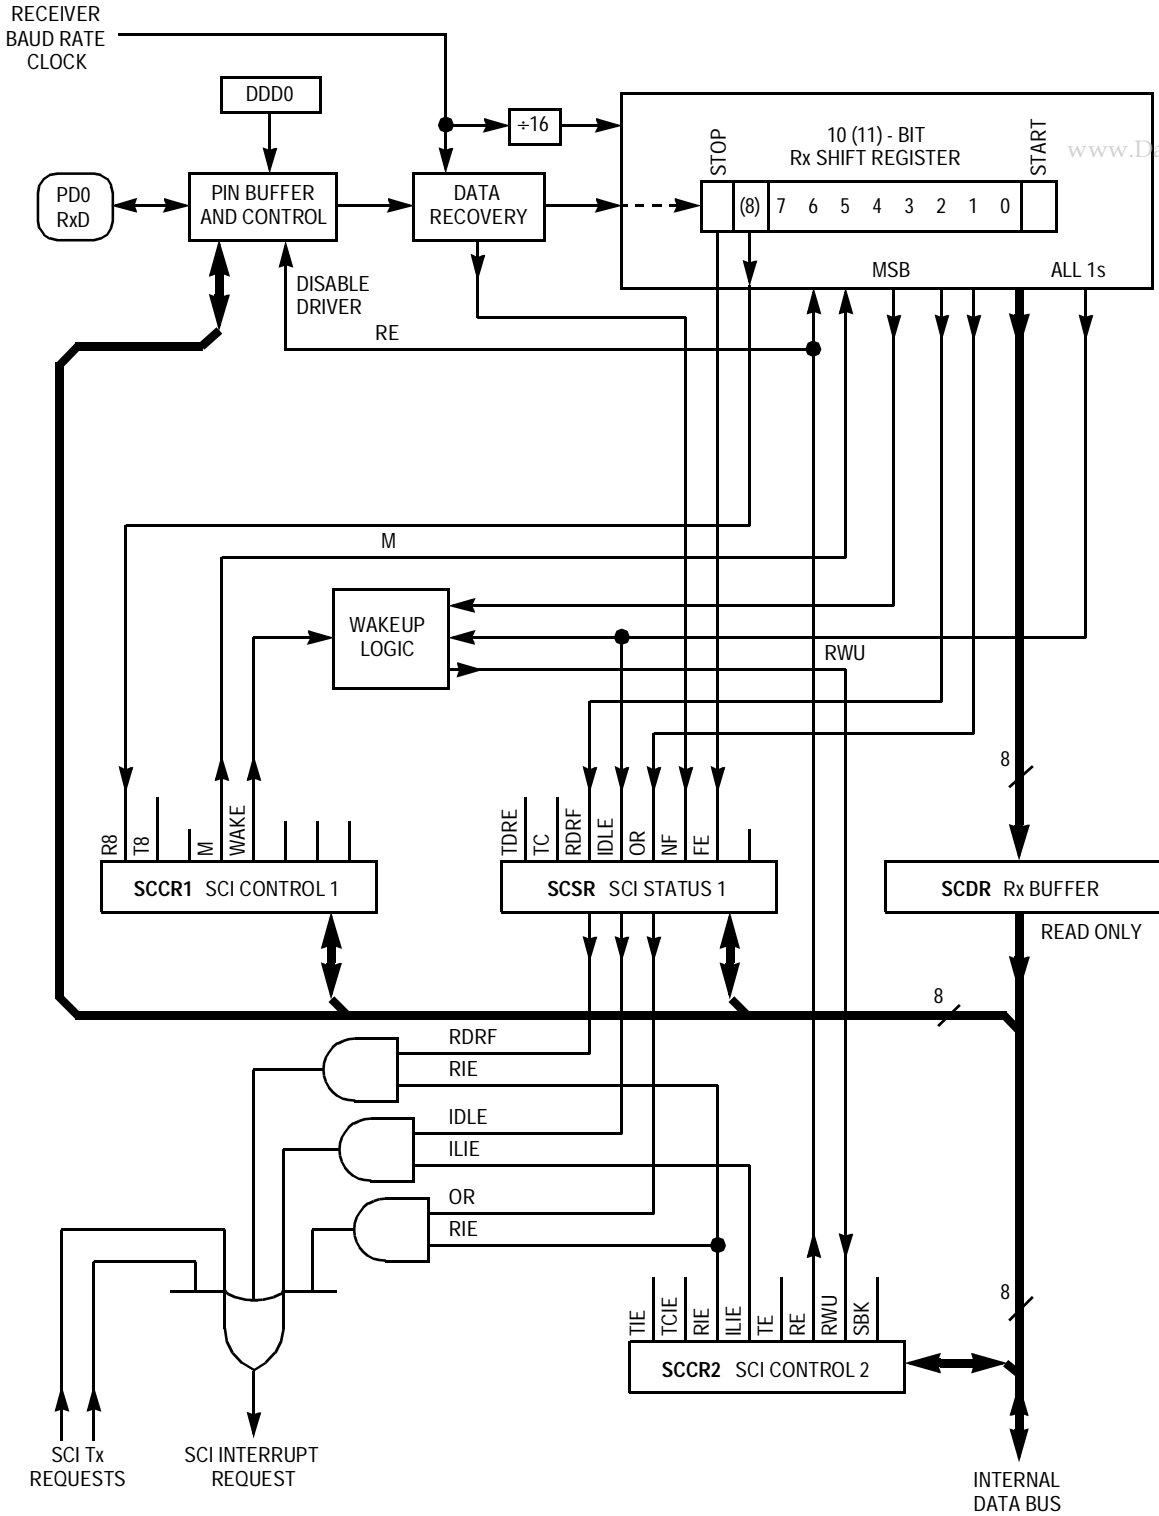 RECEIVER
BAUD RATE
CLOCK
DDD0
÷16
10 (11) - BIT
Rx SHIFT REGISTER
STOP
START
www.Da
PD0
RxD
PIN BUFFER
AND CONTROL
DATA
RECOVERY
(8) 7 6 5 4 3 2 1 0
MSB
ALL 1s
DISABLE
DRIVER
RE
M
WAKEUP
LOGIC
RWU
8
R8
T8
M
WAKE
TDRE
TC
RDRF
IDLE
OR
NF
FE
SCCR1 SCI CONTROL 1
SCSR SCI STATUS 1
SCDR Rx BUFFER
READ ONLY
8
RDRF
RIE
IDLE
ILIE
OR
RIE
8
TIE
TCIE
RIE
ILIE
TE
RE
RWU
SBK
SCCR2 SCI CONTROL 2
SCI Tx
REQUESTS
SCI INTERRUPT
REQUEST
INTERNAL
DATA BUS